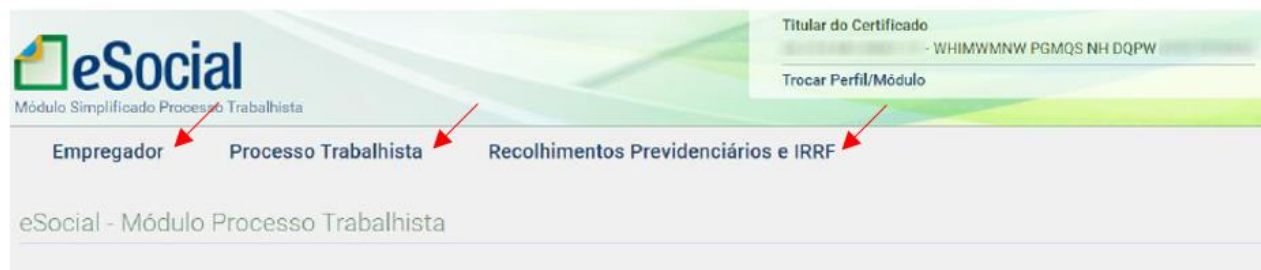 Titular do Certificado
- WHIMWMNW PGMQS NH DQPW
Trocar Perfil/Módulo
eSocial
Módulo Simplificado Processo Trabalhista
Empregador Processo Trabalhista Recolhimentos Previdenciários e IRRF
eSocial - Módulo Processo Trabalhista